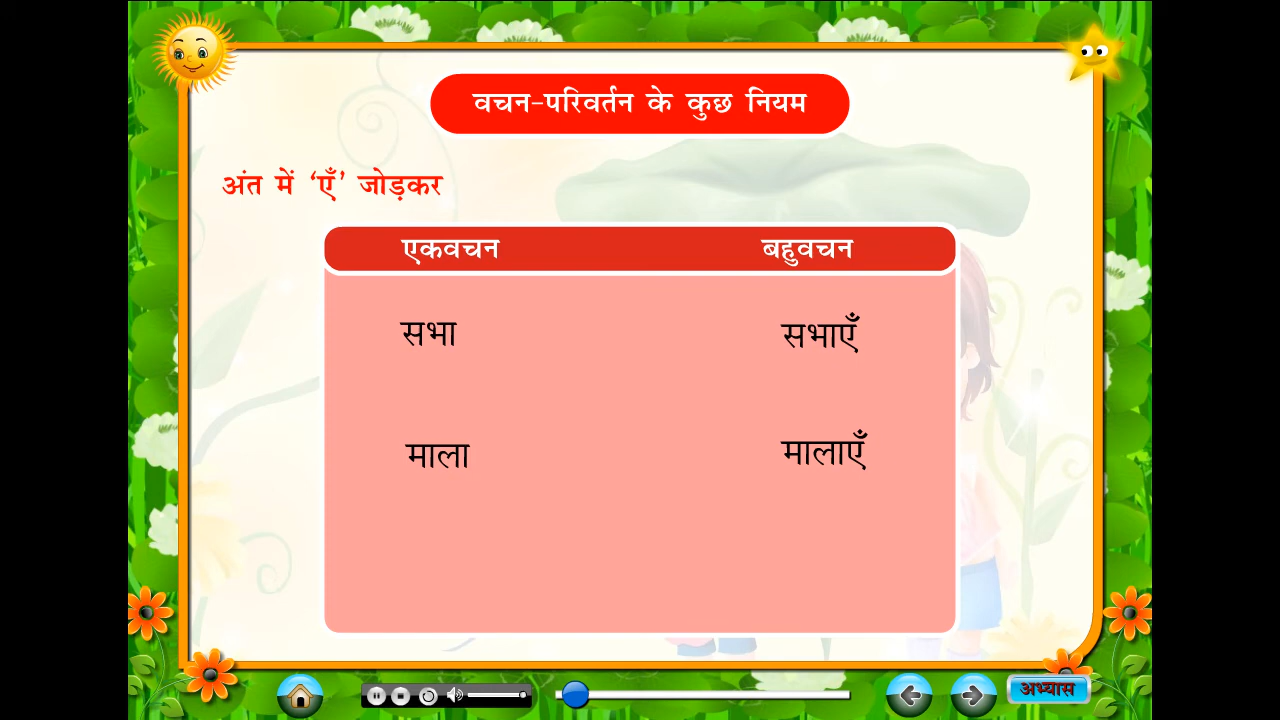 वचन-परिवर्तन के कुछ नियम
अंत में ‘एँ’ जोड़कर
एकवचन बहुवचन
सभा सभाएँ
माला मालाएँ
अभ्यास